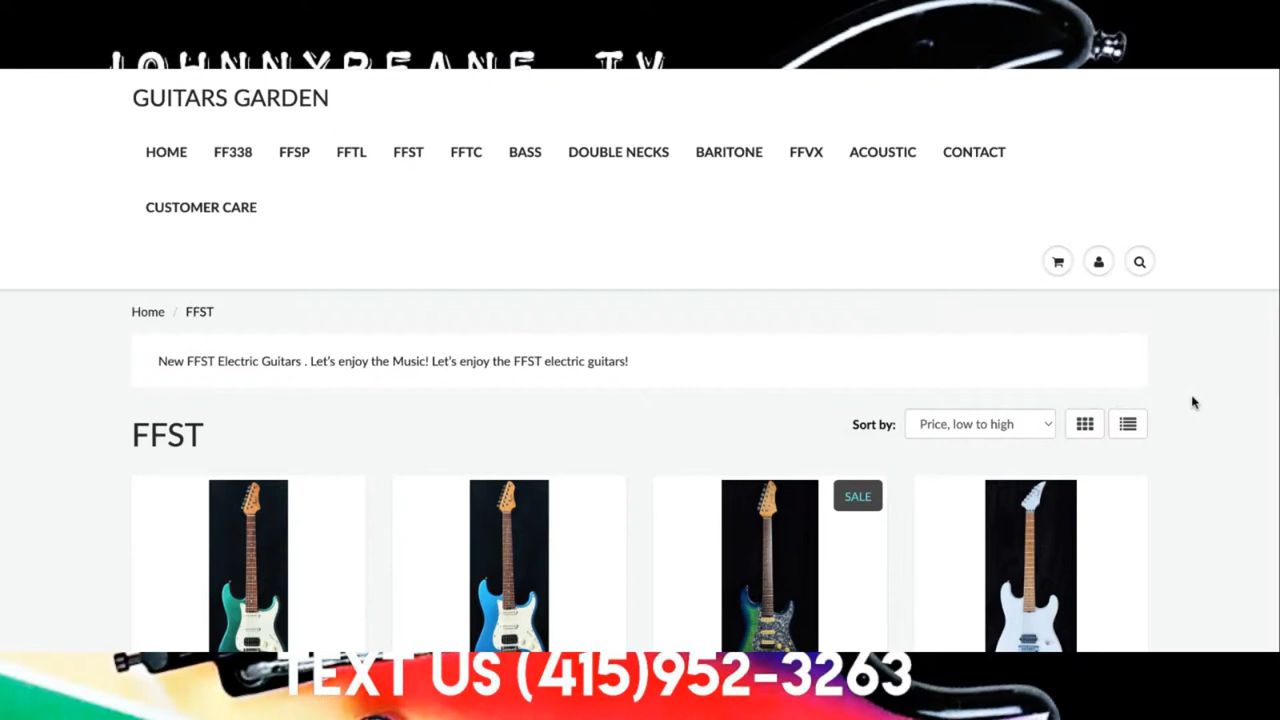 JOHNNYBEANE TV
GUITARS GARDEN
HOME FF338 FFSP FFTL FFST FFTC BASS DOUBLE NECKS BARITONE FFVX ACOUSTIC CONTACT
CUSTOMER CARE
Home / FFST
New FFST Electric Guitars . Let's enjoy the Music! Let's enjoy the FFST electric guitars!
FFST
Sort by: Price, low to high
SALE
TEXT US (415)952-3263